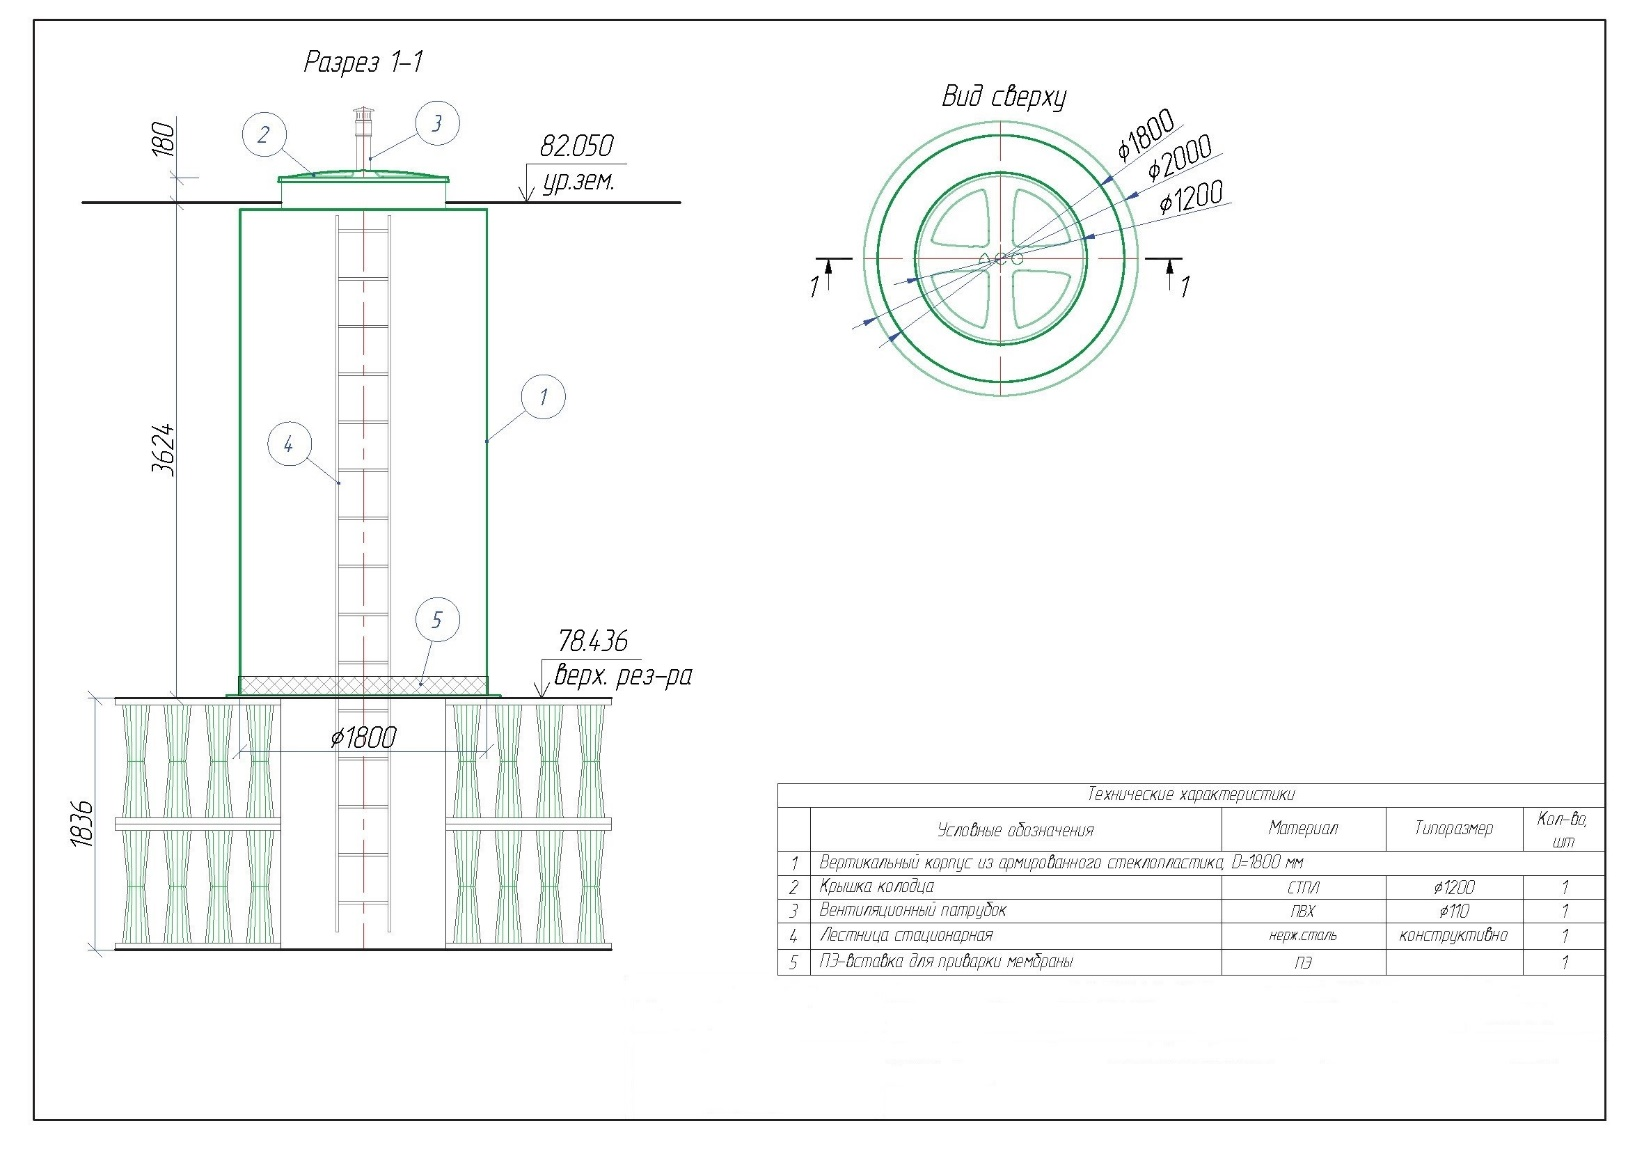 Разрез 1-1
2
3
180
82.050
ур.зем.
3624
1
4
5
78.436
верх. рез-ра
ϕ1800
1836
Вид сверху
ϕ1800
ϕ2000
ϕ1200
1
1
Технические характеристики
Условные обозначения Материал Типоразмер Кол-во,
шт
1 Вертикальный корпус из армированного стеклопластика, D=1800 мм
2 Крышка колодца СТПЛ ϕ1200 1
3 Вентиляционный патрубок ПВХ ϕ110 1
4 Лестница стационарная нерж.сталь конструктивно 1
5 ПЭ-вставка для приварки мембраны ПЭ 1